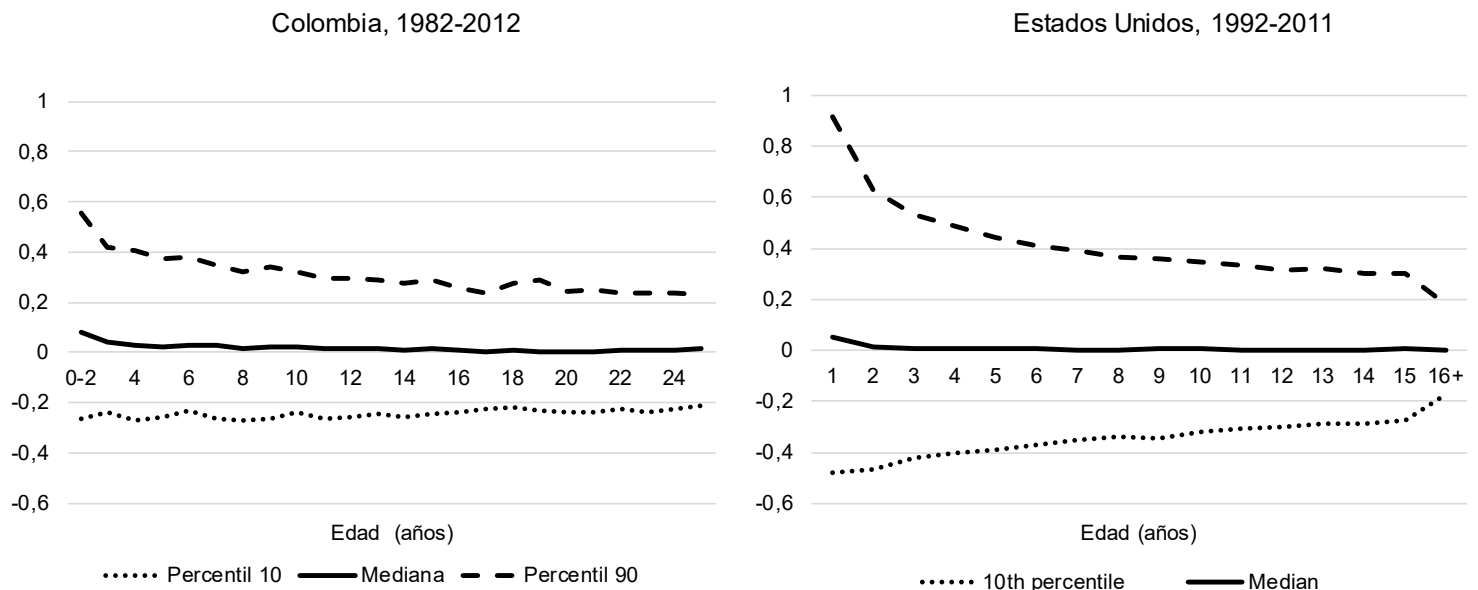 Colombia, 1982-2012
1
0,8
0,6
0,4
0,2
0
0-2 4 6 8 10 12 14 16 18 20 22 24
-0,2
-0,4
-0,6
Edad (años)
Percentil 10 Mediana Percentil 90
Estados Unidos, 1992-2011
1
0,8
0,6
0,4
0,2
0
1 2 3 4 5 6 7 8 9 10 11 12 13 14 15 16+
-0,2
-0,4
-0,6
Edad (años)
10th percentile Median